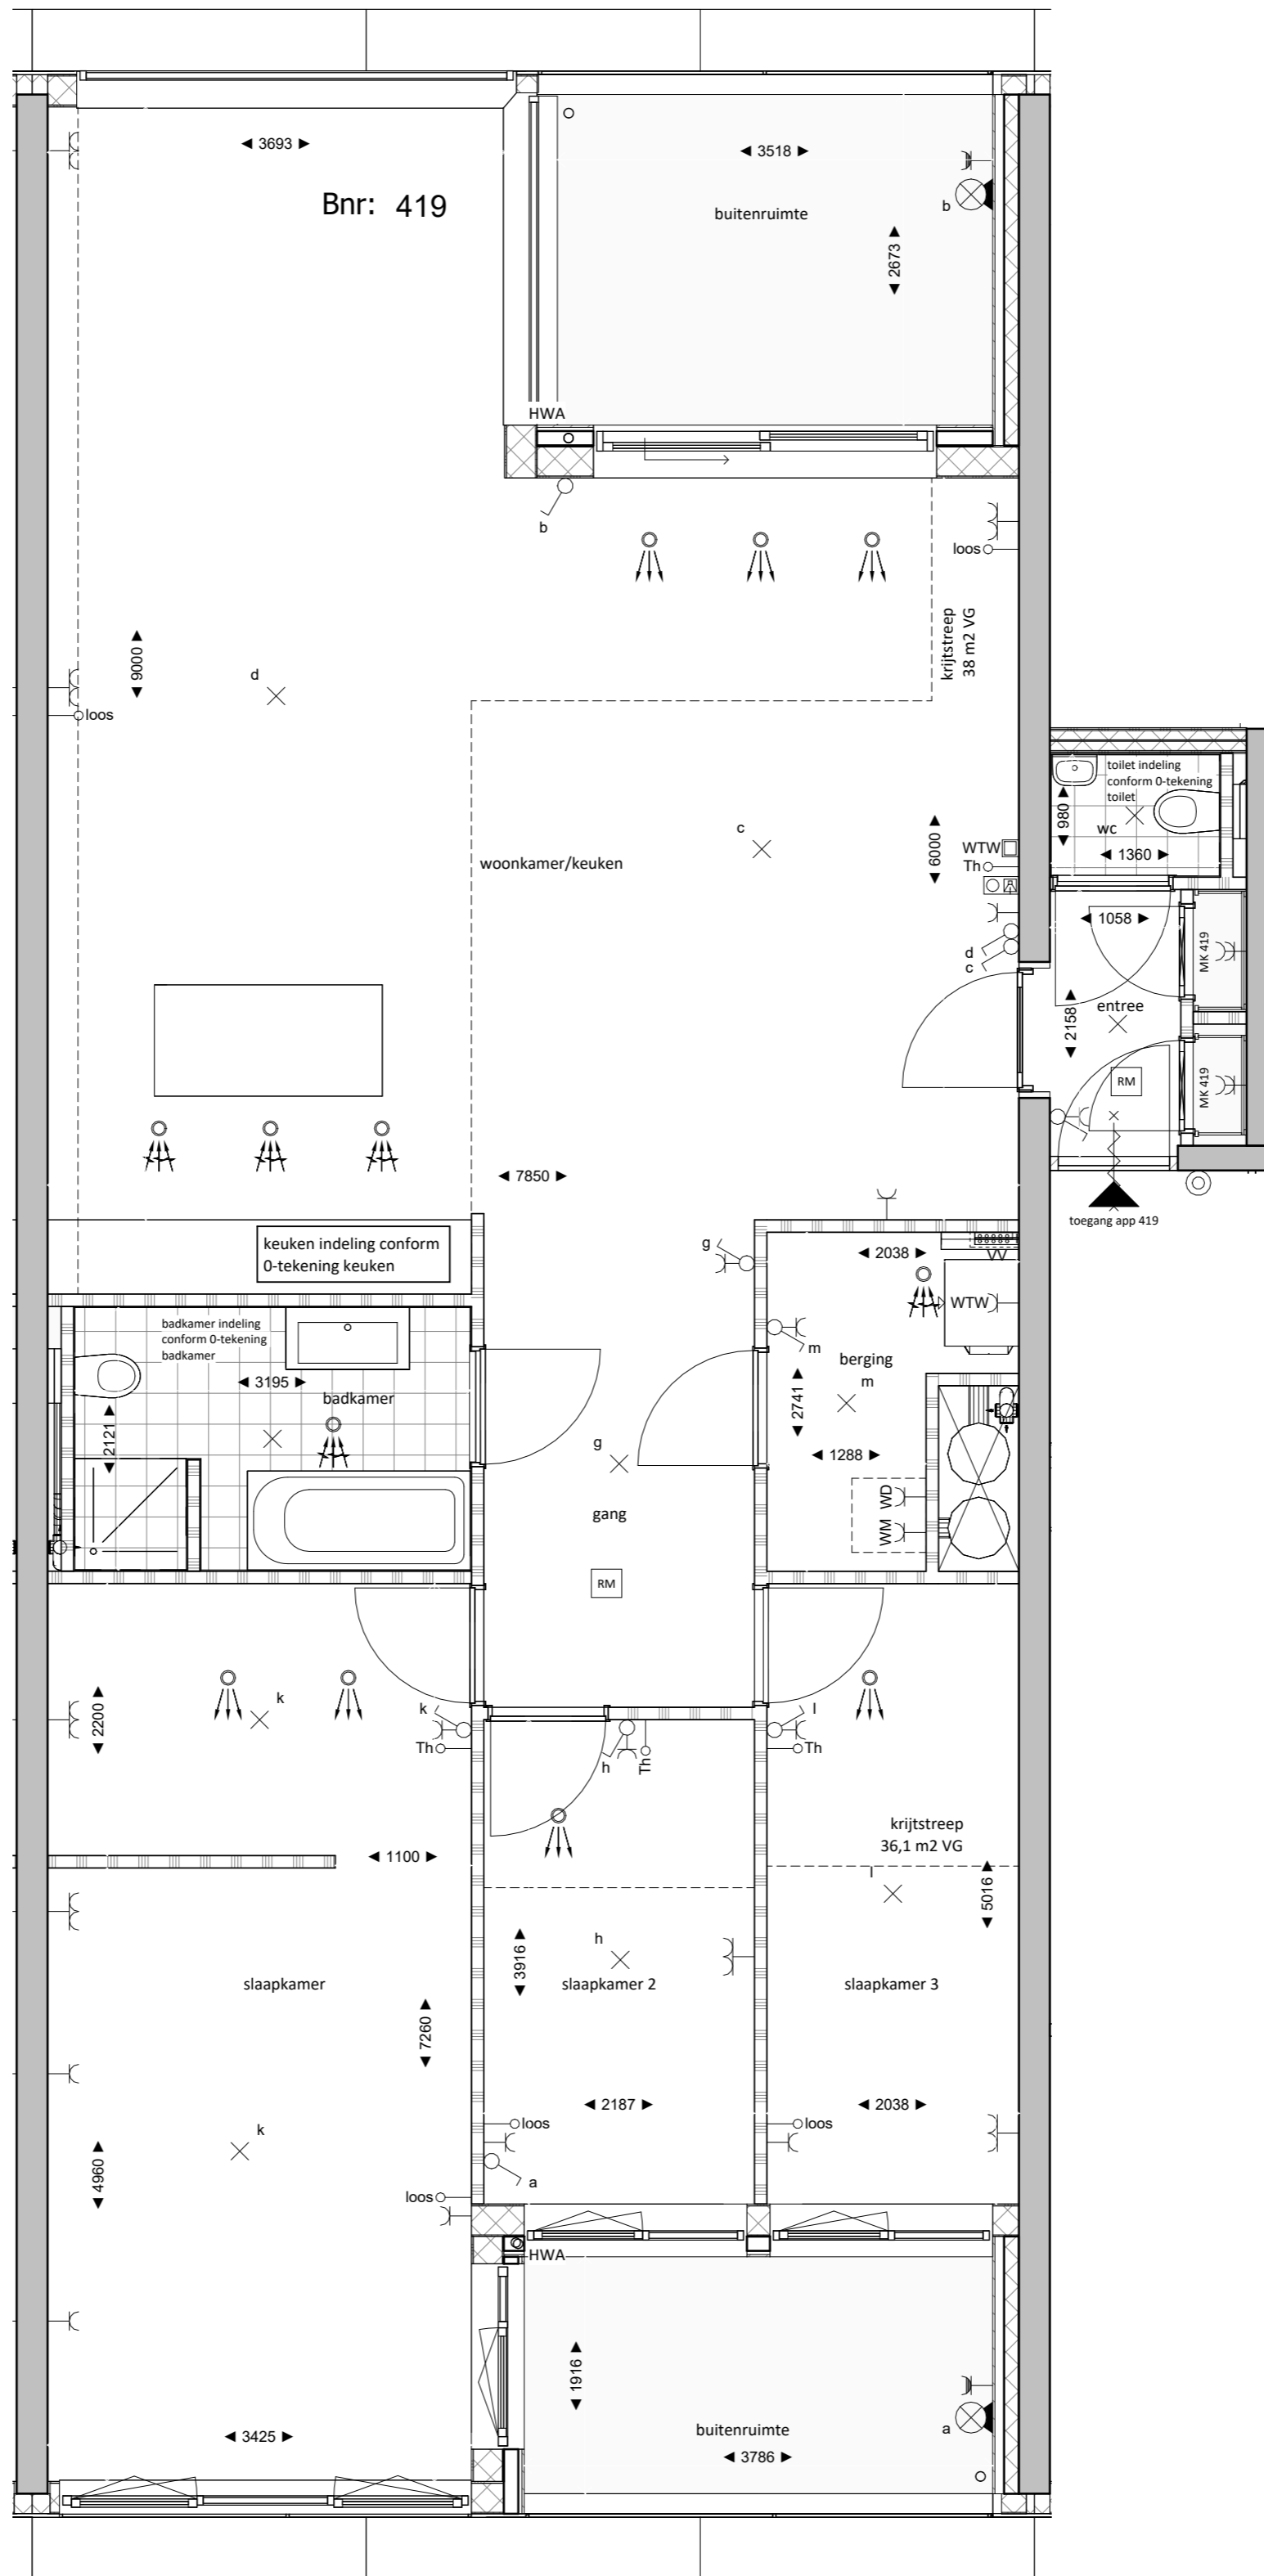 ◄ 3693 ►
Bnr: 419
◄ 3518 ►
buitenruimte
b
◄ 2673 ►
HWA
b
loos
krijtstreep
38 m2 VG
◄ 9000 ►
d
loos
c
woonkamer/keuken
◄ 6000 ►
WTW
Th
d
c
toilet indeling
conform 0-tekening
toilet
◄ 980 ►
wc
◄ 1360 ►
◄ 1058 ►
MK 419
entree
◄ 2158 ►
RM
MK 419
toegang app 419
◄ 7850 ►
keuken indeling conform
0-tekening keuken
g
◄ 2038 ►
VV
WTW
m
berging
m
◄ 2741 ►
◄ 1288 ►
WD
WM
badkamer indeling
conform 0-tekening
badkamer
◄ 3195 ►
badkamer
◄ 2121 ►
g
gang
RM
◄ 2200 ►
k
k
Th
h
Th
l
Th
◄ 1100 ►
krijtstreep
36,1 m2 VG
l
◄ 5016 ►
h
◄ 3916 ►
slaapkamer
slaapkamer 2
slaapkamer 3
◄ 7260 ►
◄ 2187 ►
◄ 2038 ►
loos
loos
k
a
◄ 4960 ►
loos
HWA
◄ 1916 ►
a
◄ 3425 ►
buitenruimte
◄ 3786 ►